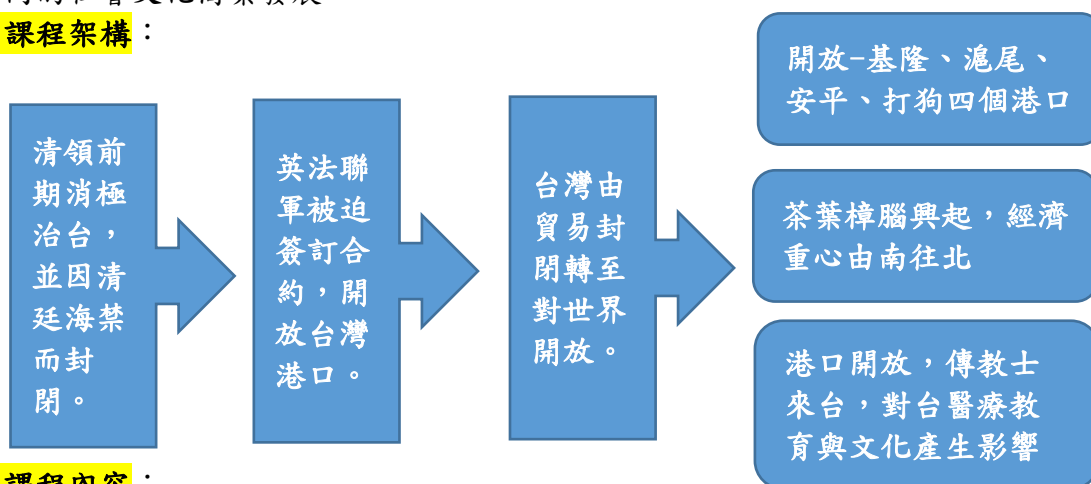 課程架構：
清領前
期消極
治台，
並因清
廷海禁
而封
閉。
英法聯
軍被迫
簽訂合
約，開
放台灣
港口。
台灣由
貿易封
閉轉至
對世界
開放。
開放-基隆、滬尾、
安平、打狗四個港口
茶葉樟腦興起，經濟
重心由南往北
港口開放，傳教士
來台，對台醫療教
育與文化產生影響
課程內容：